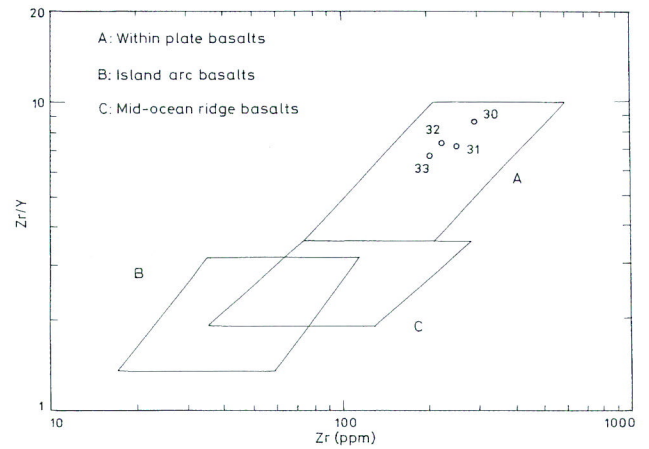 20
A: Within plate basalts
B: Island arc basalts
C: Mid-ocean ridge basalts
10
30
32
31
33
A
Zr/Y
B
C
1
10
100
1000
Zr (ppm)